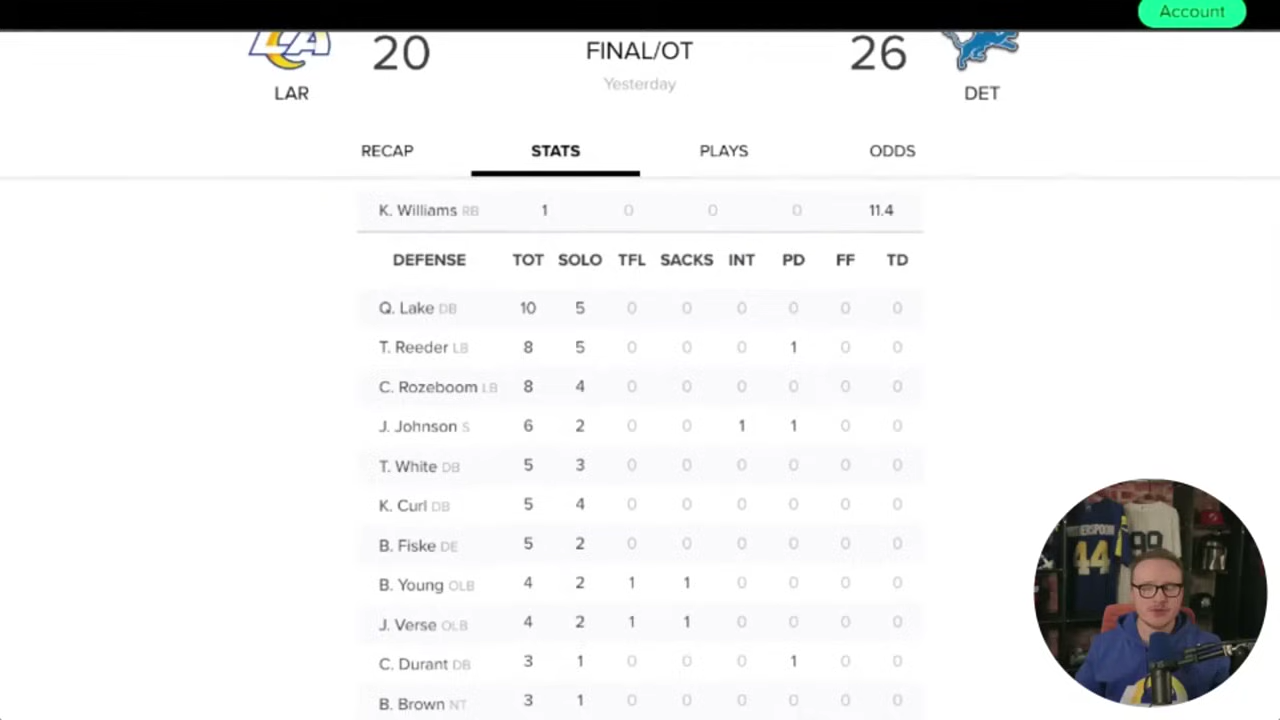 Account
LA
20
FINAL/OT
26
Yesterday
LAR
DET
RECAP STATS PLAYS ODDS
K. Williams RB 1 0 0 0 11.4
DEFENSE TOT SOLO TFL SACKS INT PD FF TD
Q. Lake DB 10 5 0 0 0 0 0 0
T. Reeder LB 8 5 0 0 0 1 0 0
C. Rozeboom LB 8 4 0 0 0 0 0 0
J. Johnson S 6 2 0 0 1 1 0 0
T. White DB 5 3 0 0 0 0 0 0
K. Curl DB 5 4 0 0 0 0 0 0
B. Fiske DE 5 2 0 0 0 0 0 0
B. Young OLB 4 2 1 1 0 0 0 0
J. Verse OLB 4 2 1 1 0 0 0 0
C. Durant DB 3 1 0 0 0 1 0 0
B. Brown NT 3 1 0 0 0 0 0 0
44
99